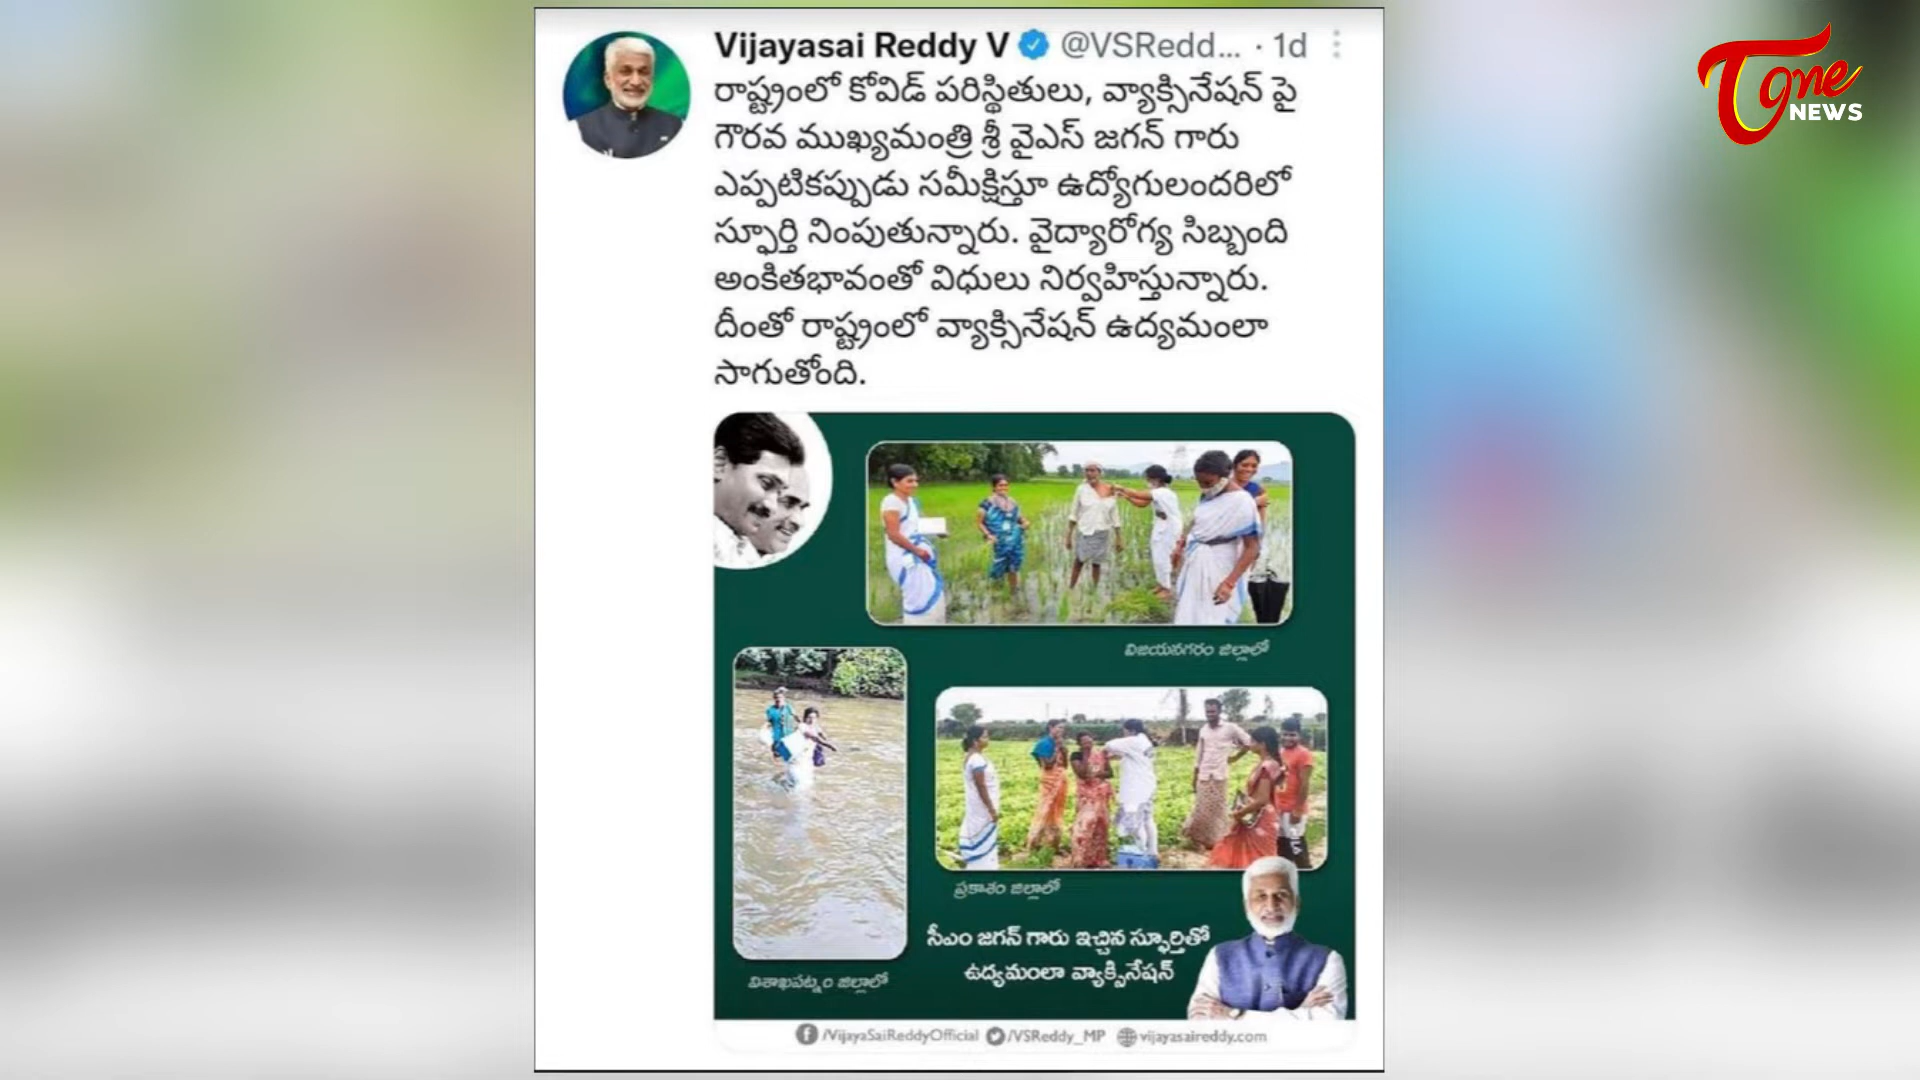 Vijayasai Reddy V @VSRedd... · 1d
రాష్ట్రంలో కోవిడ్ పరిస్థితులు, వ్యాక్సినేషన్ పై
గౌరవ ముఖ్యమంత్రి శ్రీ వైఎస్ జగన్ గారు
ఎప్పటికప్పుడు సమీక్షిస్తూ ఉద్యోగులందరిలో
స్ఫూర్తి నింపుతున్నారు. వైద్యారోగ్య సిబ్బంది
అంకితభావంతో విధులు నిర్వహిస్తున్నారు.
దీంతో రాష్ట్రంలో వ్యాక్సినేషన్ ఉద్యమంలా
సాగుతోంది.
Tone
NEWS
విజయనగరం జిల్లాలో
ప్రకాశం జిల్లాలో
విశాఖపట్నం జిల్లాలో
సీఎం జగన్ గారు ఇచ్చిన స్ఫూర్తితో
ఉద్యమంలా వ్యాక్సినేషన్
/VijayaSaiReddyOfficial /VSReddy_MP vijayasaireddy.com